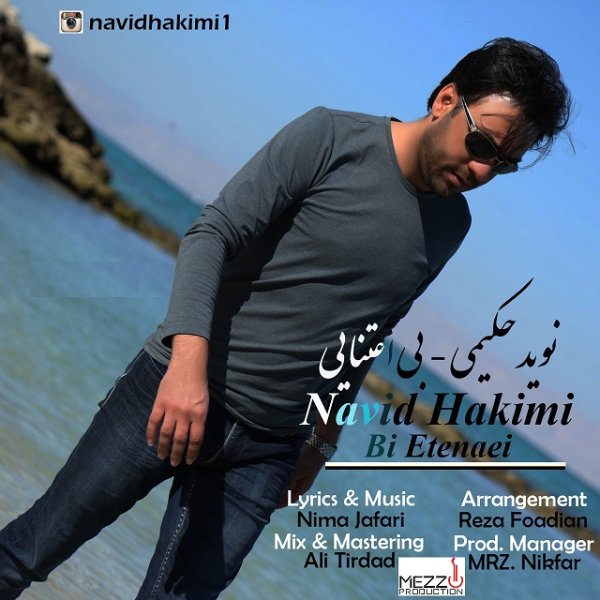 navidhakimi1
نوید حکیمی - بی اعتنایی
Navid Hakimi
Bi Etenaei
Lyrics & Music
Nima Jafari
Mix & Mastering
Ali Tirdad
Arrangement
Reza Foadian
Prod. Manager
MRZ. Nikfar
MEZZO
PRODUCTION